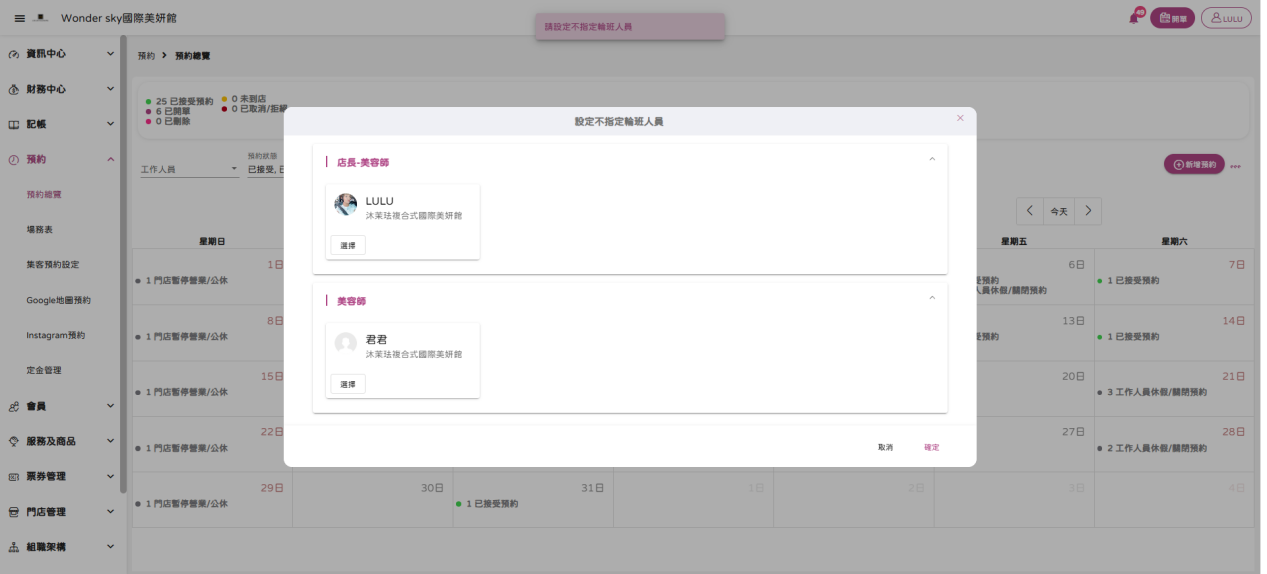 Wonder sky國際美妍館
請設定不指定輪班人員
49
開單
LULU
資訊中心
財務中心
記帳
預約
預約總覽
場務表
集客預約設定
Google地圖預約
Instagram預約
定金管理
會員
服務及商品
票券管理
門店管理
組職架構
預約 > 預約總覽
25 已接受預約
0 未到店
6 已開單
0 已取消/拒絕
0 已刪除
工作人員
預約狀態
已接受, 已
新增預約
今天
星期日
星期五
星期六
1日
1 門店暫停營業/公休
6日
受預約
人員休假/關閉預約
7日
1 已接受預約
8日
1 門店暫停營業/公休
13日
受預約
14日
1 已接受預約
15日
1 門店暫停營業/公休
20日
21日
3 工作人員休假/關閉預約
22日
1 門店暫停營業/公休
27日
28日
2 工作人員休假/關閉預約
29日
1 門店暫停營業/公休
30日
31日
1 已接受預約
1日
2日
3日
4日
設定不指定輪班人員
店長-美容師
LULU
沐茉珐複合式國際美妍館
選擇
美容師
君君
沐茉珐複合式國際美妍館
選擇
取消
確定